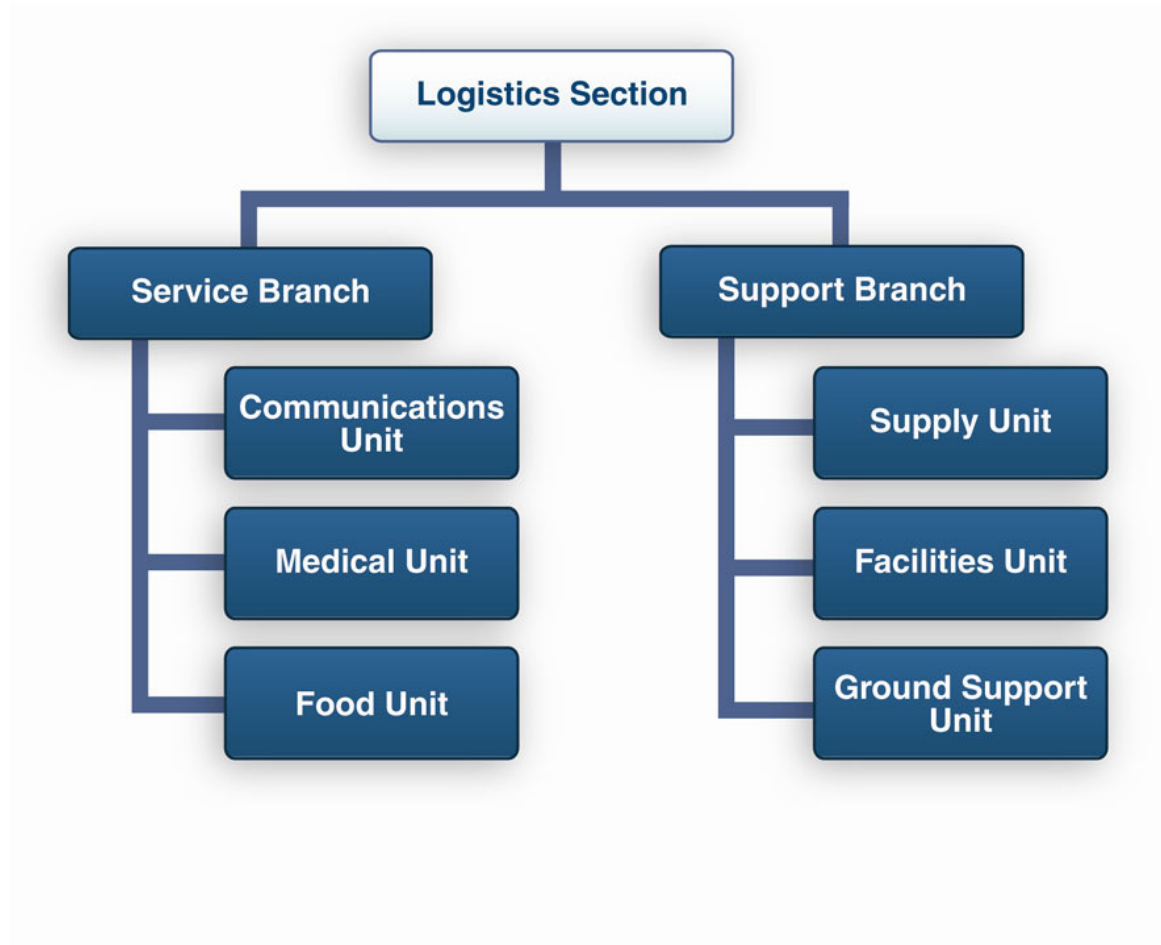 Logistics Section
Service Branch
Communications
Unit
Medical Unit
Food Unit
Support Branch
Supply Unit
Facilities Unit
Ground Support
Unit